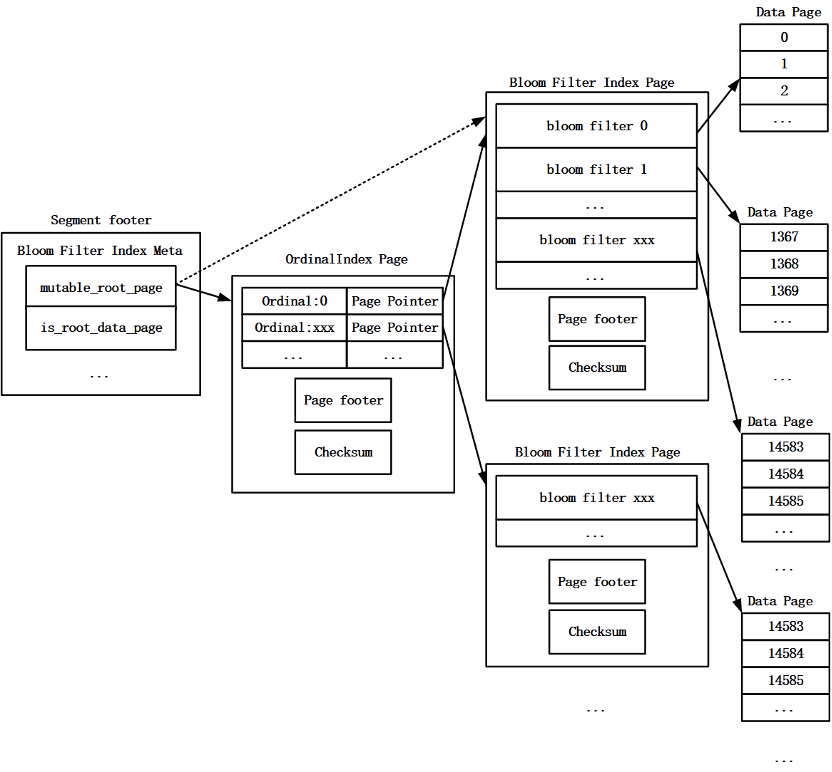 Segment footer
Bloom Filter Index Meta
mutable_root_page
is_root_data_page
...
OrdinalIndex Page
Ordinal:0 Page Pointer
Ordinal:xxx Page Pointer
... ...
Page footer
Checksum
Bloom Filter Index Page
bloom filter 0
bloom filter 1
...
bloom filter xxx
...
Page footer
Checksum
Bloom Filter Index Page
bloom filter xxx
...
Page footer
Checksum
...
Data Page
0
1
2
...
Data Page
1367
1368
1369
...
...
Data Page
14583
14584
14585
...
...
Data Page
14583
14584
14585
...
...